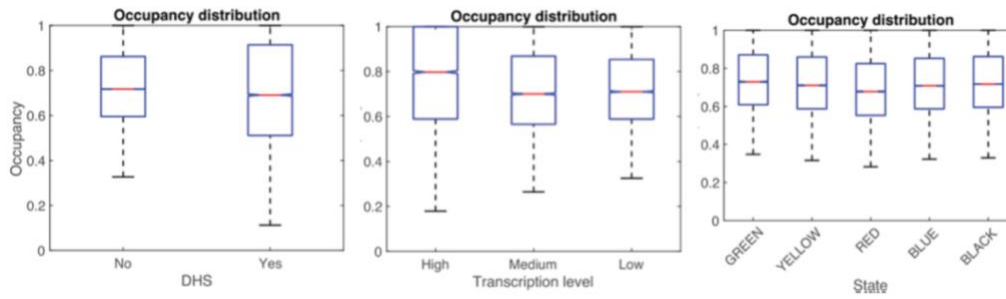 Occupancy distribution
Occupancy
1
0.8
0.6
0.4
0.2
0
No
Yes
DHS
Occupancy distribution
1
0.8
0.6
0.4
0.2
0
High
Medium
Low
Transcription level
Occupancy distribution
1
0.8
0.6
0.4
0.2
0
GREEN
YELLOW
RED
BLUE
BLACK
State